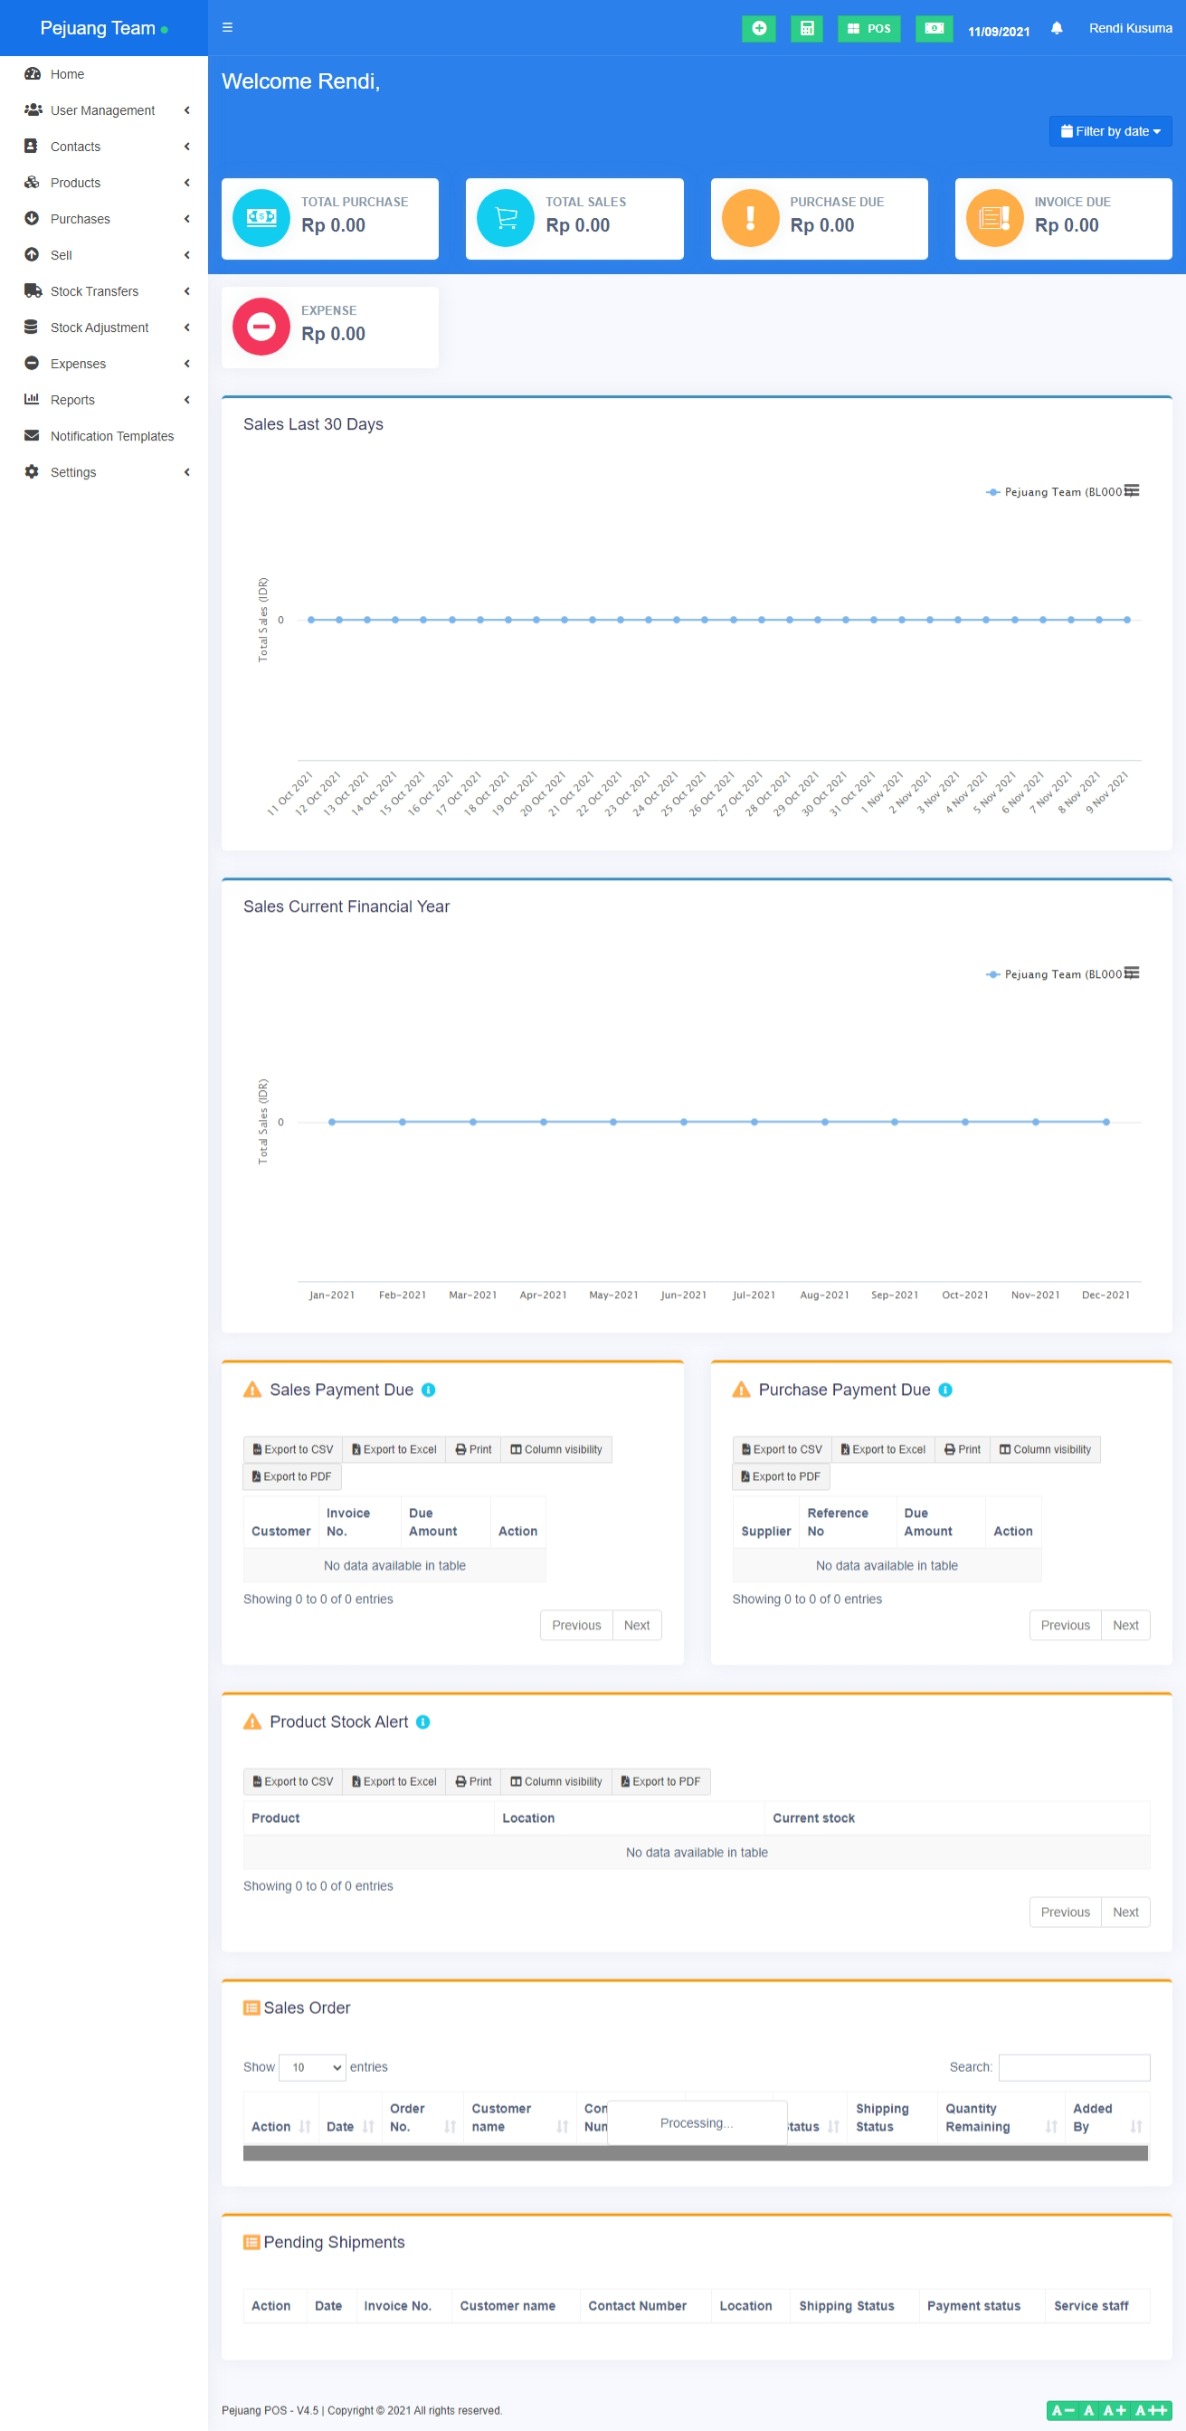 Pejuang Team
POS
11/09/2021
Rendi Kusuma
Home
User Management
Contacts
Products
Purchases
Sell
Stock Transfers
Stock Adjustment
Expenses
Reports
Notification Templates
Settings
Welcome Rendi,
Filter by date
TOTAL PURCHASE
Rp 0.00
TOTAL SALES
Rp 0.00
PURCHASE DUE
Rp 0.00
INVOICE DUE
Rp 0.00
EXPENSE
Rp 0.00
Sales Last 30 Days
Pejuang Team (BL000
Total Sales (IDR)
0
11 Oct 2021
12 Oct 2021
13 Oct 2021
14 Oct 2021
15 Oct 2021
16 Oct 2021
17 Oct 2021
18 Oct 2021
19 Oct 2021
20 Oct 2021
21 Oct 2021
22 Oct 2021
23 Oct 2021
24 Oct 2021
25 Oct 2021
26 Oct 2021
27 Oct 2021
28 Oct 2021
29 Oct 2021
30 Oct 2021
31 Oct 2021
1 Nov 2021
2 Nov 2021
3 Nov 2021
4 Nov 2021
5 Nov 2021
6 Nov 2021
7 Nov 2021
8 Nov 2021
9 Nov 2021
Sales Current Financial Year
Pejuang Team (BL000
Total Sales (IDR)
0
Jan-2021 Feb-2021 Mar-2021 Apr-2021 May-2021 Jun-2021 Jul-2021 Aug-2021 Sep-2021 Oct-2021 Nov-2021 Dec-2021
Sales Payment Due
Export to CSV Export to Excel Print Column visibility
Export to PDF
Customer Invoice No. Due Amount Action
No data available in table
Showing 0 to 0 of 0 entries
Previous Next
Purchase Payment Due
Export to CSV Export to Excel Print Column visibility
Export to PDF
Supplier Reference No Due Amount Action
No data available in table
Showing 0 to 0 of 0 entries
Previous Next
Product Stock Alert
Export to CSV Export to Excel Print Column visibility Export to PDF
Product Location Current stock
No data available in table
Showing 0 to 0 of 0 entries
Previous Next
Sales Order
Show 10 entries
Search:
Action Date Order No. Customer name Con Nun Processing... tatus Shipping Status Quantity Remaining Added By
Pending Shipments
Action Date Invoice No. Customer name Contact Number Location Shipping Status Payment status Service staff
Pejuang POS - V4.5 | Copyright © 2021 All rights reserved.
A- A A+ A++